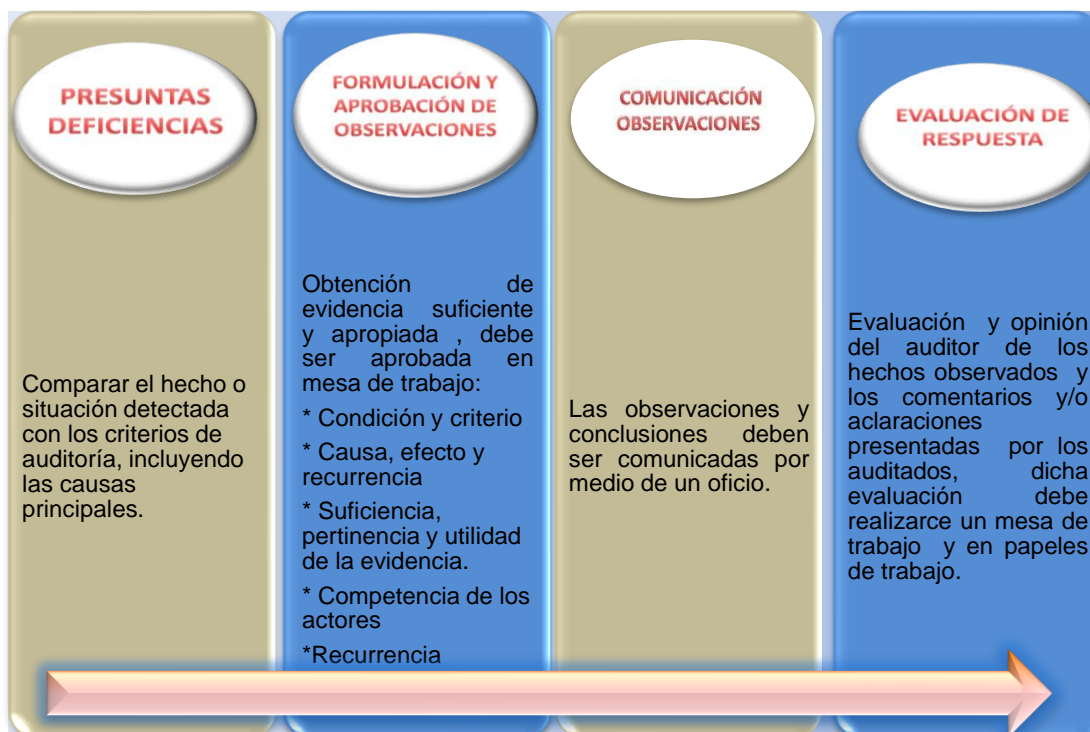 PRESUNTAS
DEFICIENCIAS
Comparar el hecho o
situación detectada
con los criterios de
auditoría, incluyendo
las causas
principales.
FORMULACIÓN Y
APROBACIÓN DE
OBSERVACIONES
Obtención de
evidencia suficiente
y apropiada , debe
ser aprobada en
mesa de trabajo:
* Condición y criterio
* Causa, efecto y
recurrencia
* Suficiencia,
pertinencia y utilidad
de la evidencia.
* Competencia de los
actores
*Recurrencia
COMUNICACIÓN
OBSERVACIONES
Las observaciones y
conclusiones deben
ser comunicadas por
medio de un oficio.
EVALUACIÓN DE
RESPUESTA
Evaluación y opinión
del auditor de los
hechos observados y
los comentarios y/o
aclaraciones
presentadas por los
auditados, dicha
evaluación debe
realizarce un mesa de
trabajo y en papeles
de trabajo.